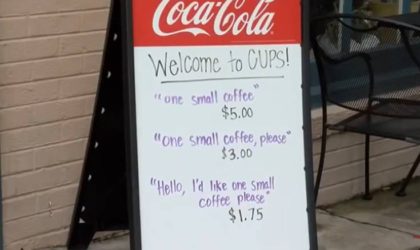 Coca-Cola
Welcome to CUPS!
"one small coffee"
$5.00
"one small coffee, please"
$3.00
"Hello, I'd like one small
coffee please"
$1.75